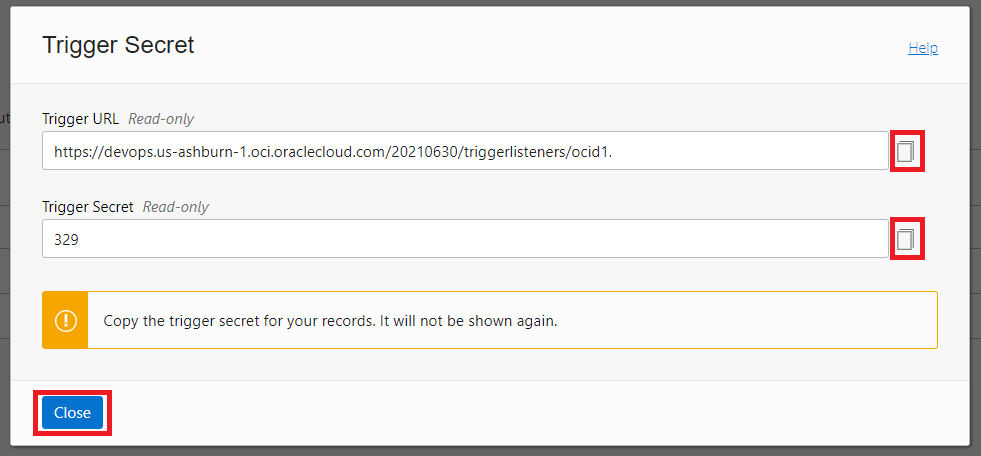 Trigger Secret
Help
Trigger URL Read-only
https://devops.us-ashburn-1.oci.oraclecloud.com/20210630/triggerlisteners/ocid1.
Trigger Secret Read-only
329
Copy the trigger secret for your records. It will not be shown again.
Close